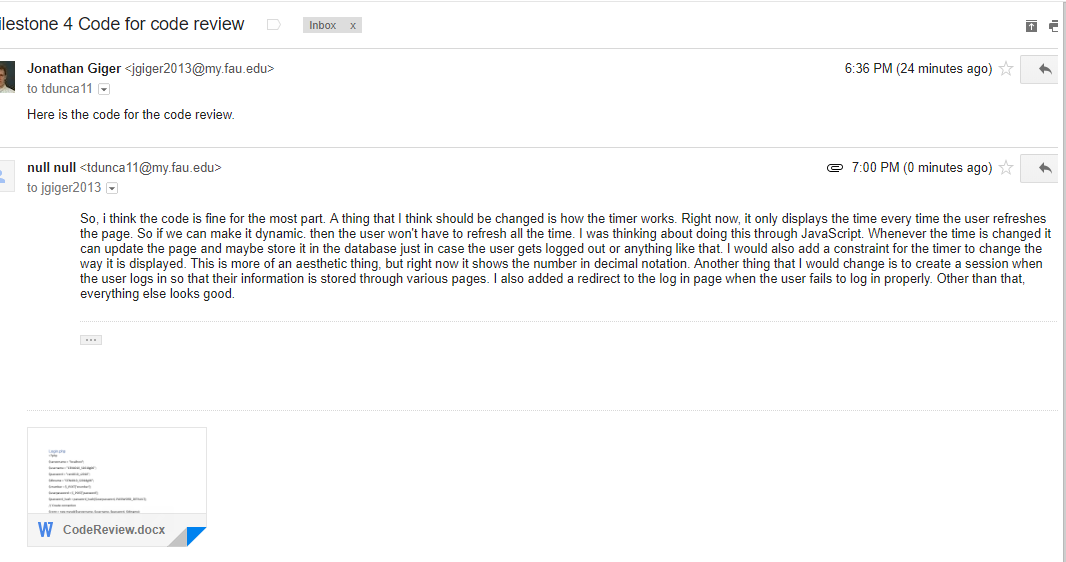 ilestone 4 Code for code review
Inbox x
Jonathan Giger <jgiger2013@my.fau.edu>
6:36 PM (24 minutes ago)
to tdunca11
Here is the code for the code review.
null null <tdunca11@my.fau.edu>
7:00 PM (0 minutes ago)
to jgiger2013
So, i think the code is fine for the most part. A thing that I think should be changed is how the timer works. Right now, it only displays the time every time the user refreshes
the page. So if we can make it dynamic. then the user won't have to refresh all the time. I was thinking about doing this through JavaScript. Whenever the time is changed it
can update the page and maybe store it in the database just in case the user gets logged out or anything like that. I would also add a constraint for the timer to change the
way it is displayed. This is more of an aesthetic thing, but right now it shows the number in decimal notation. Another thing that I would change is to create a session when
the user logs in so that their information is stored through various pages. I also added a redirect to the log in page when the user fails to log in properly. Other than that,
everything else looks good.
W CodeReview.docx